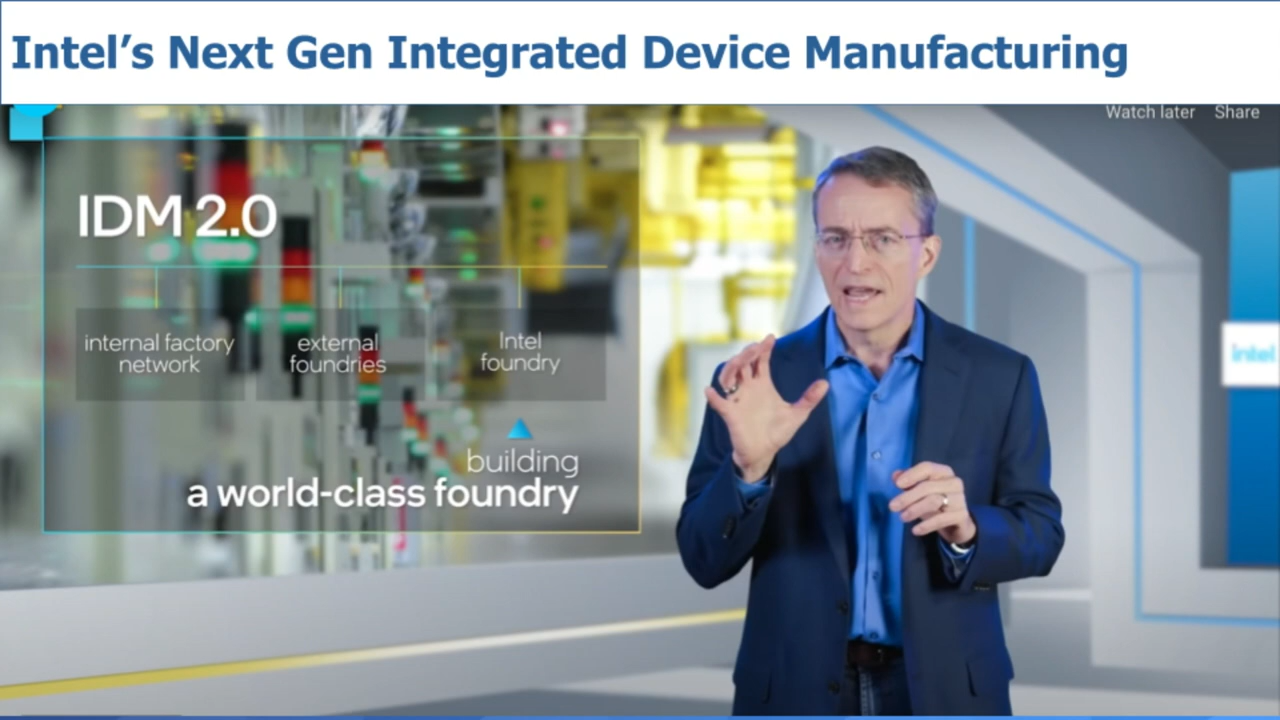 Intel’s Next Gen Integrated Device Manufacturing
Watch later Share
IDM 2.0
internal factory
network
external
foundries
Intel
foundry
building
a world-class foundry
intel